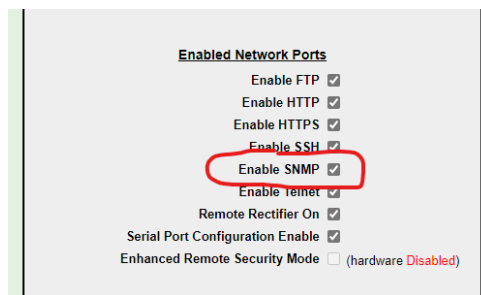 Enabled Network Ports
Enable FTP
Enable HTTP
Enable HTTPS
Enable SSH
Enable SNMP
Enable Telnet
Remote Rectifier On
Serial Port Configuration Enable
Enhanced Remote Security Mode (hardware Disabled)